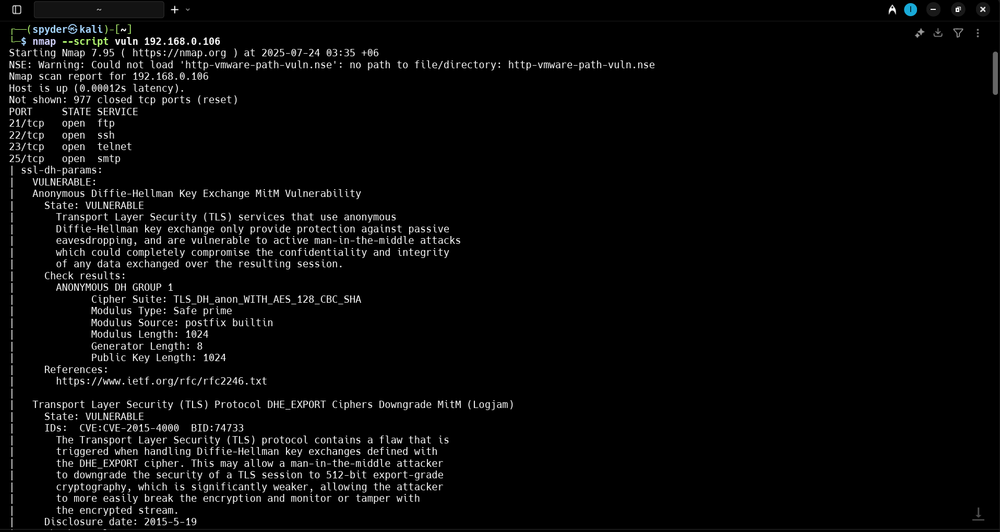 ~
I
┌──(spyder㉿kali)-[~]
└─$ nmap --script vuln 192.168.0.106
Starting Nmap 7.95 ( https://nmap.org ) at 2025-07-24 03:35 +06
NSE: Warning: Could not load 'http-vmware-path-vuln.nse': no path to file/directory: http-vmware-path-vuln.nse
Nmap scan report for 192.168.0.106
Host is up (0.00012s latency).
Not shown: 977 closed tcp ports (reset)
PORT     STATE SERVICE
21/tcp   open  ftp
22/tcp   open  ssh
23/tcp   open  telnet
25/tcp   open  smtp
| ssl-dh-params:
|   VULNERABLE:
|   Anonymous Diffie-Hellman Key Exchange MitM Vulnerability
|     State: VULNERABLE
|       Transport Layer Security (TLS) services that use anonymous
|       Diffie-Hellman key exchange only provide protection against passive
|       eavesdropping, and are vulnerable to active man-in-the-middle attacks
|       which could completely compromise the confidentiality and integrity
|       of any data exchanged over the resulting session.
|     Check results:
|       ANONYMOUS DH GROUP 1
|             Cipher Suite: TLS_DH_anon_WITH_AES_128_CBC_SHA
|             Modulus Type: Safe prime
|             Modulus Source: postfix builtin
|             Modulus Length: 1024
|             Generator Length: 8
|             Public Key Length: 1024
|     References:
|       https://www.ietf.org/rfc/rfc2246.txt
|
|   Transport Layer Security (TLS) Protocol DHE_EXPORT Ciphers Downgrade MitM (Logjam)
|     State: VULNERABLE
|     IDs:  CVE:CVE-2015-4000  BID:74733
|       The Transport Layer Security (TLS) protocol contains a flaw that is
|       triggered when handling Diffie-Hellman key exchanges defined with
|       the DHE_EXPORT cipher. This may allow a man-in-the-middle attacker
|       to downgrade the security of a TLS session to 512-bit export-grade
|       cryptography, which is significantly weaker, allowing the attacker
|       to more easily break the encryption and monitor or tamper with
|       the encrypted stream.
|     Disclosure date: 2015-5-19